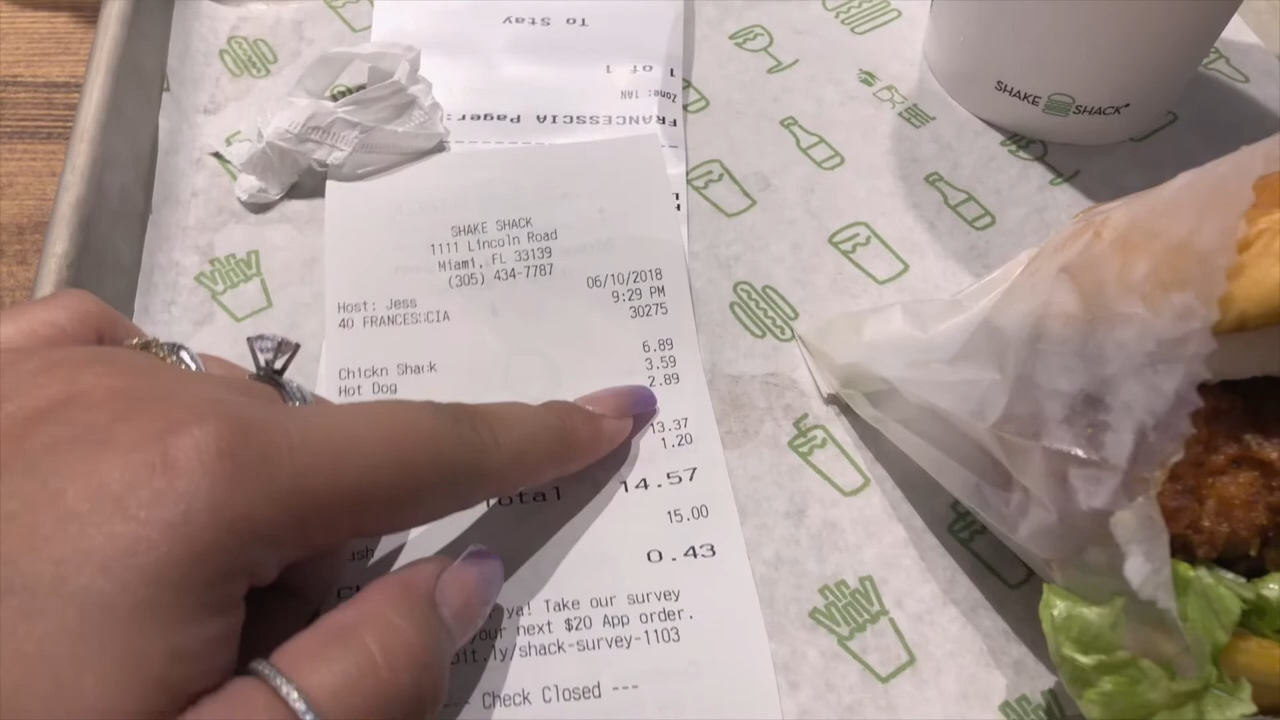 To Stay
1 of 1
Zone: 1AN
FRANCESSCIA Pager:
SHAKE SHACK
SHAKE SHACK
1111 Lincoln Road
Miami, FL 33139
(305) 434-7787
06/10/2018
Host: Jess 9:29 PM
40 FRANCESSCIA 30275
Chickn Shack 6.89
Hot Dog 3.59
2.89
13.37
1.20
Total 14.57
15.00
0.43
ya! Take our survey
your next $20 App order.
bit.ly/shack-survey-1103
Check Closed ---